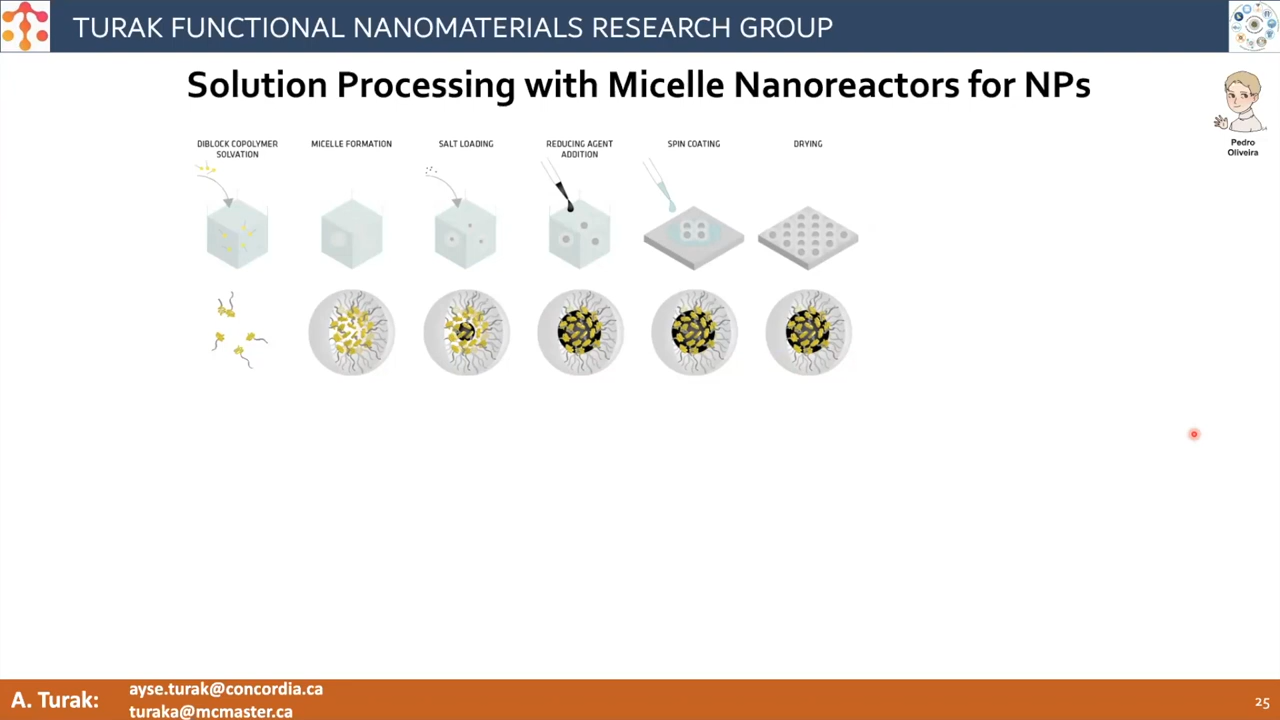 TURAK FUNCTIONAL NANOMATERIALS RESEARCH GROUP
Solution Processing with Micelle Nanoreactors for NPs
Pedro
Oliveira
DIBLOCK COPOLYMER
SOLVATION
MICELLE FORMATION
SALT LOADING
REDUCING AGENT
ADDITION
SPIN COATING
DRYING
A. Turak:
ayse.turak@concordia.ca
turaka@mcmaster.ca
25